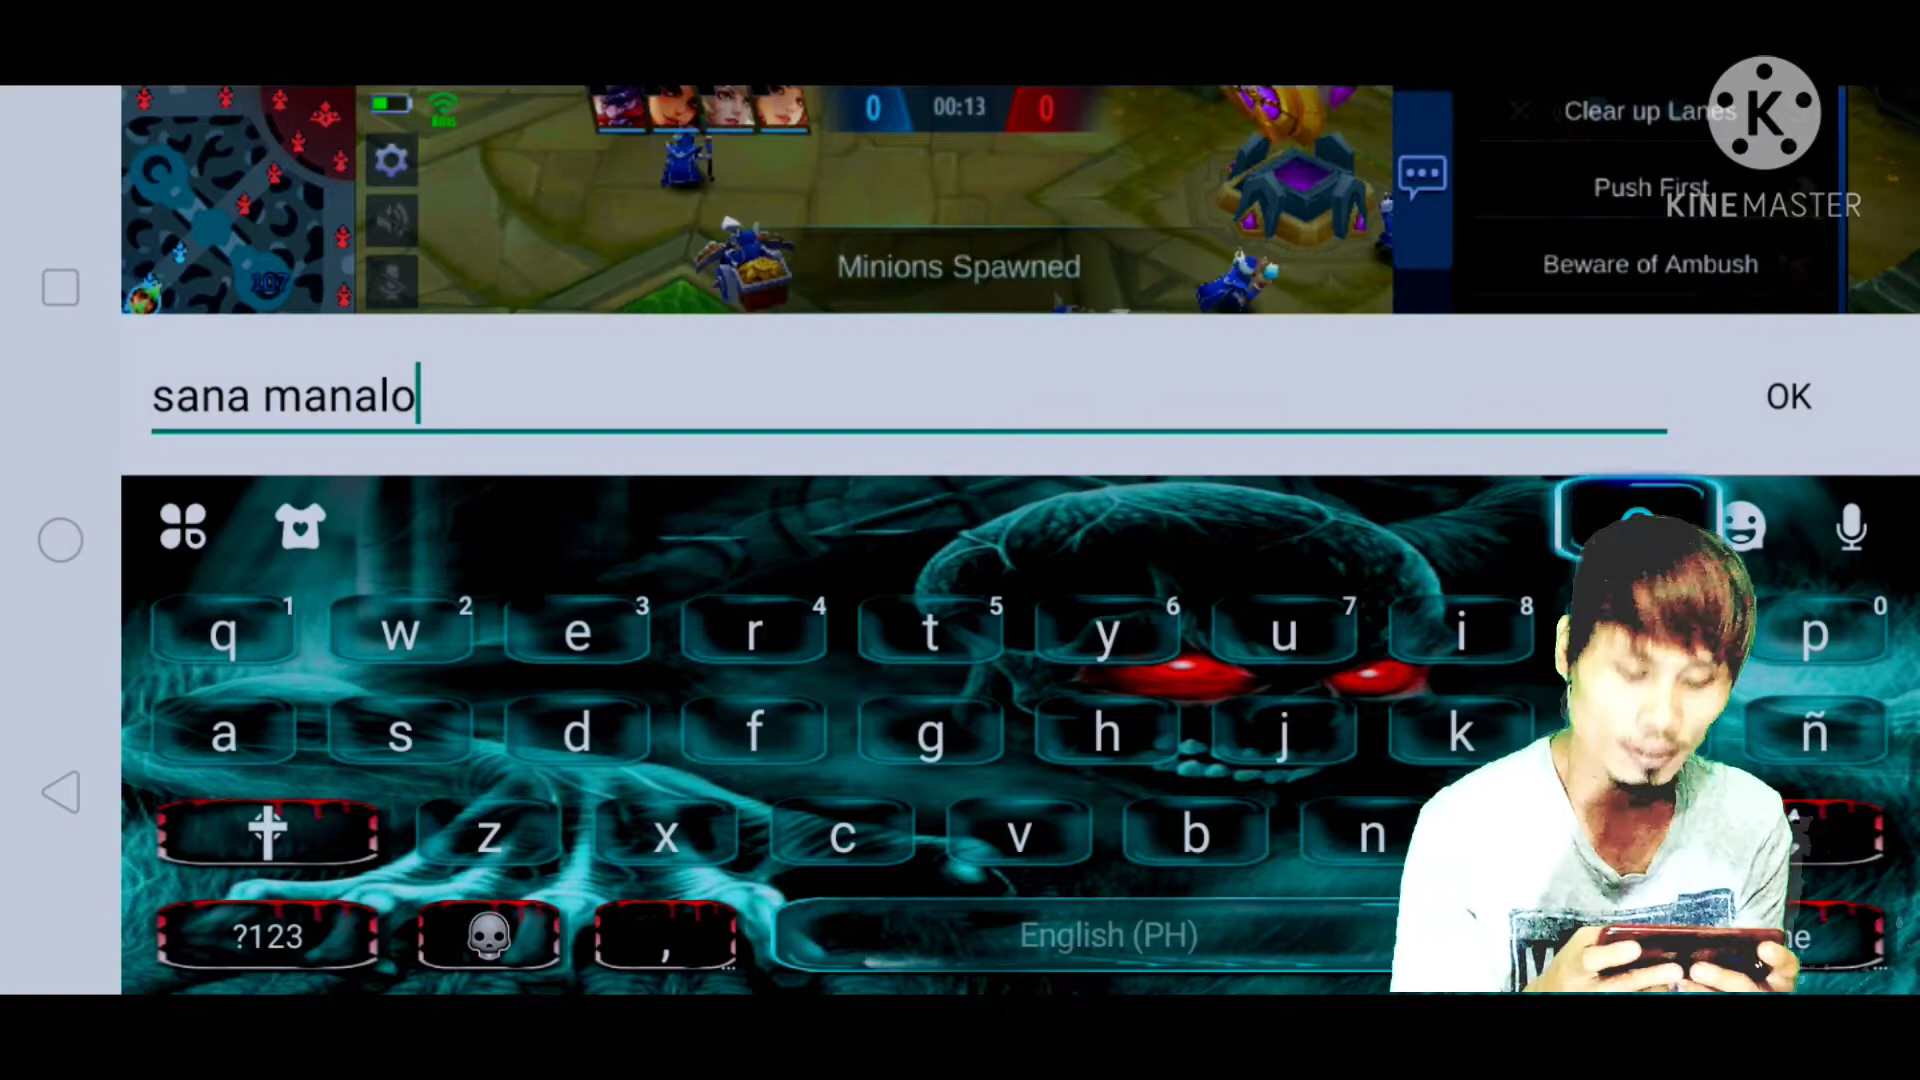 0 00:13 0
Clear up Lanes
K
Push First
KINEMASTER
107
Minions Spawned
Beware of Ambush
sana manalo
OK
1 2 3 4 5 6 7 8 0
q w e r t y u i p
a s d f g h j k ñ
z x c v b n
?123 , English (PH)